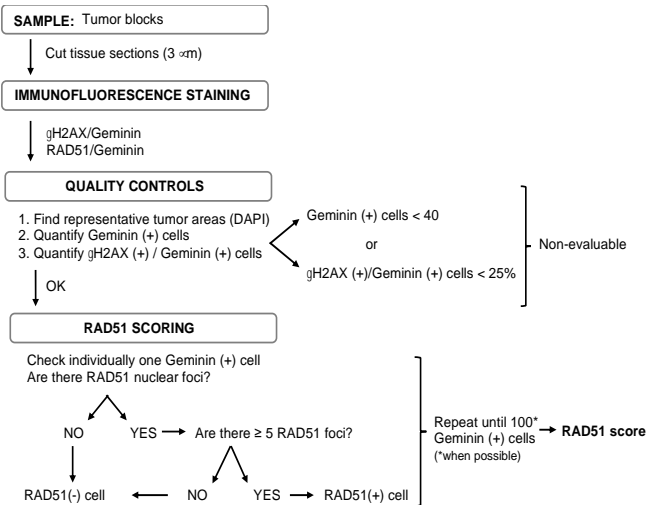 SAMPLE: Tumor blocks
Cut tissue sections (3 ∝m)
IMMUNOFLUORESCENCE STAINING
gH2AX/Geminin
RAD51/Geminin
QUALITY CONTROLS
1. Find representative tumor areas (DAPI)
2. Quantify Geminin (+) cells
3. Quantify gH2AX (+) / Geminin (+) cells
Geminin (+) cells < 40
or
gH2AX (+)/Geminin (+) cells < 25%
Non-evaluable
OK
RAD51 SCORING
Check individually one Geminin (+) cell
Are there RAD51 nuclear foci?
NO
YES
Are there ≥ 5 RAD51 foci?
RAD51(-) cell
NO
YES
RAD51(+) cell
Repeat until 100*
Geminin (+) cells
(*when possible)
RAD51 score